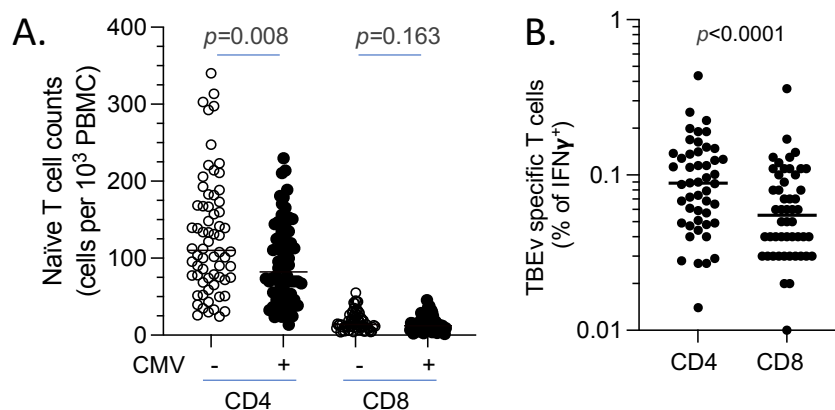 A.
p=0.008
p=0.163
Naïve T cell counts
(cells per 10³ PBMC)
400
300
200
100
0
CMV - + - +
CD4 CD8
B.
p<0.0001
TBEv specific T cells
(% of IFNγ⁺)
1
0.1
0.01
CD4 CD8